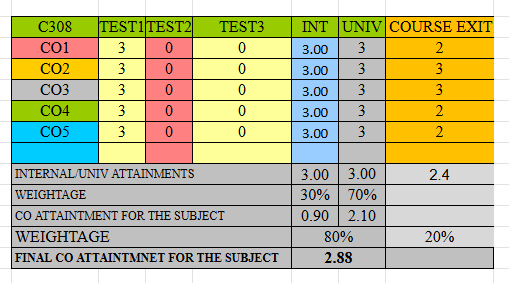 C308 TEST1 TEST2 TEST3 INT UNIV COURSE EXIT
CO1 3 0 0 3.00 3 2
CO2 3 0 0 3.00 3 3
CO3 3 0 0 3.00 3 3
CO4 3 0 0 3.00 3 2
CO5 3 0 0 3.00 3 2
INTERNAL/UNIV ATTAINMENTS 3.00 3.00 2.4
WEIGHTAGE 30% 70%
CO ATTAINTMENT FOR THE SUBJECT 0.90 2.10
WEIGHTAGE 80% 20%
FINAL CO ATTAINTMNET FOR THE SUBJECT 2.88